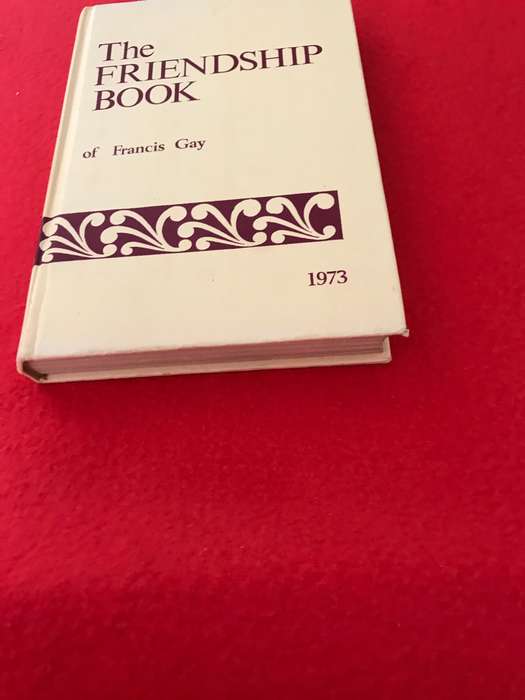 The
FRIENDSHIP
BOOK
of Francis Gay
1973